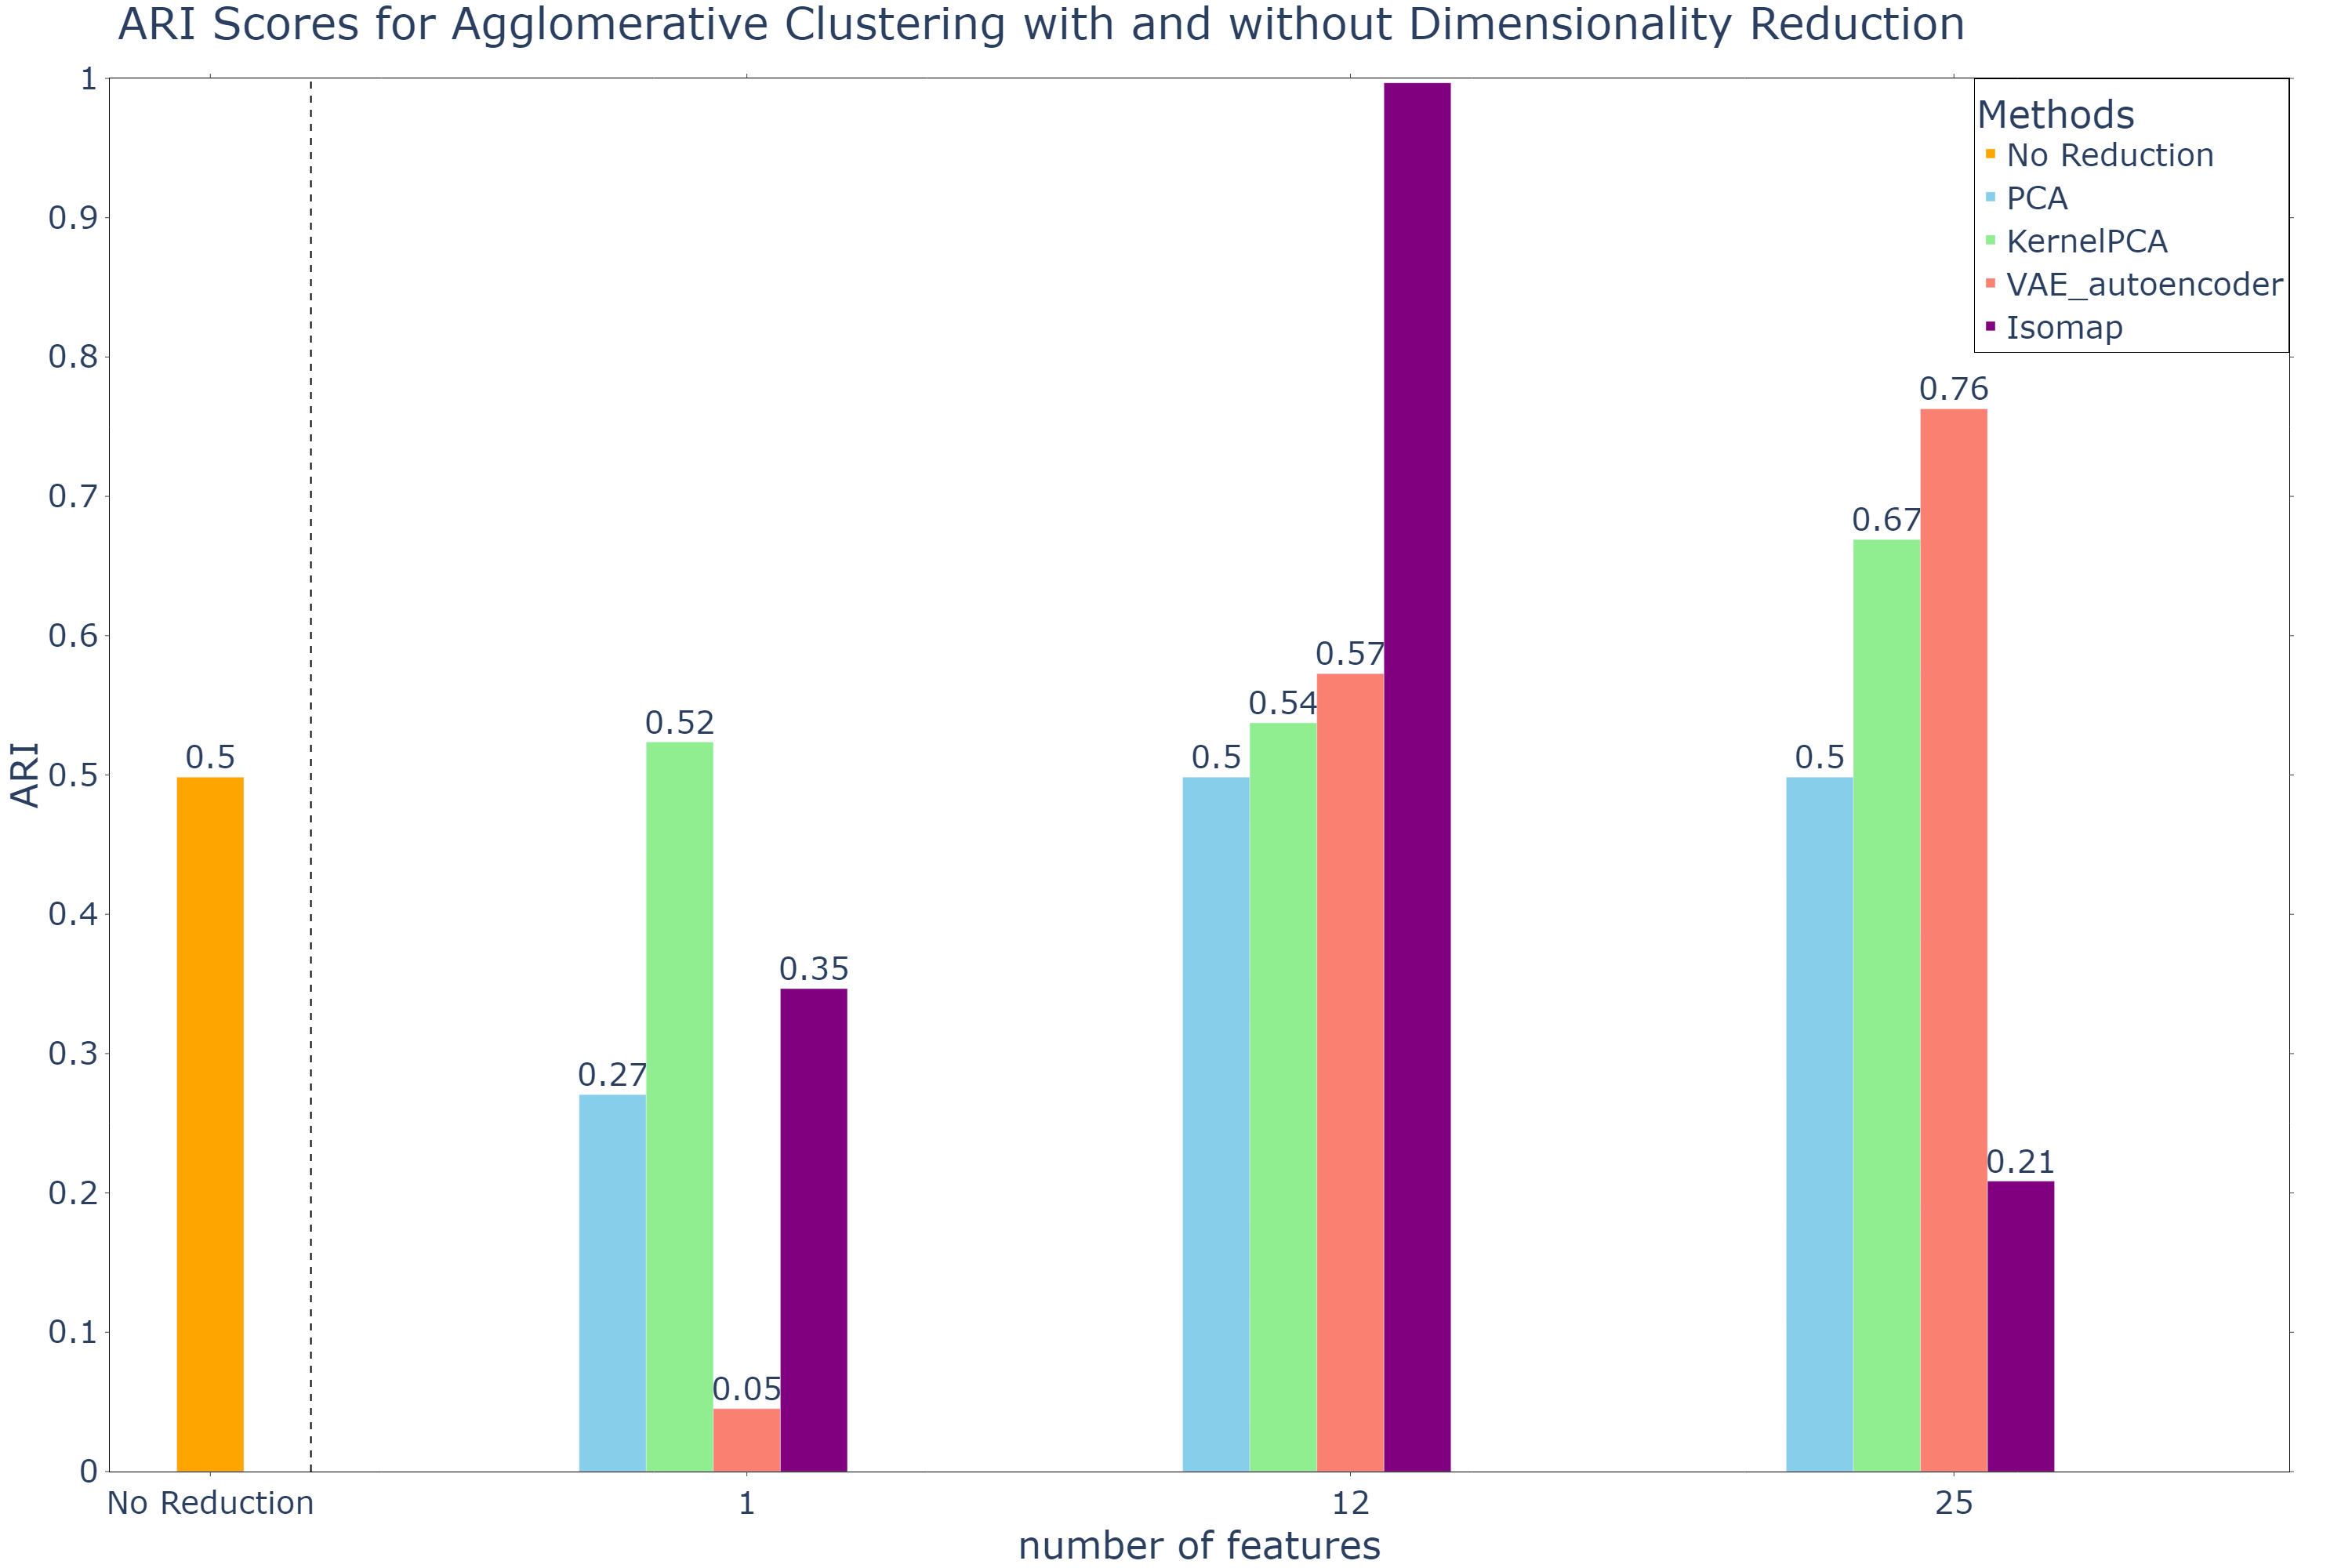 ARI Scores for Agglomerative Clustering with and without Dimensionality Reduction
1
0.9
0.8
0.7
0.6
0.5
0.4
0.3
0.2
0.1
0
ARI
Methods
No Reduction
PCA
KernelPCA
VAE_autoencoder
Isomap
0.5
0.27
0.52
0.05
0.35
0.5
0.54
0.57
0.5
0.67
0.76
0.21
No Reduction
1
12
25
number of features